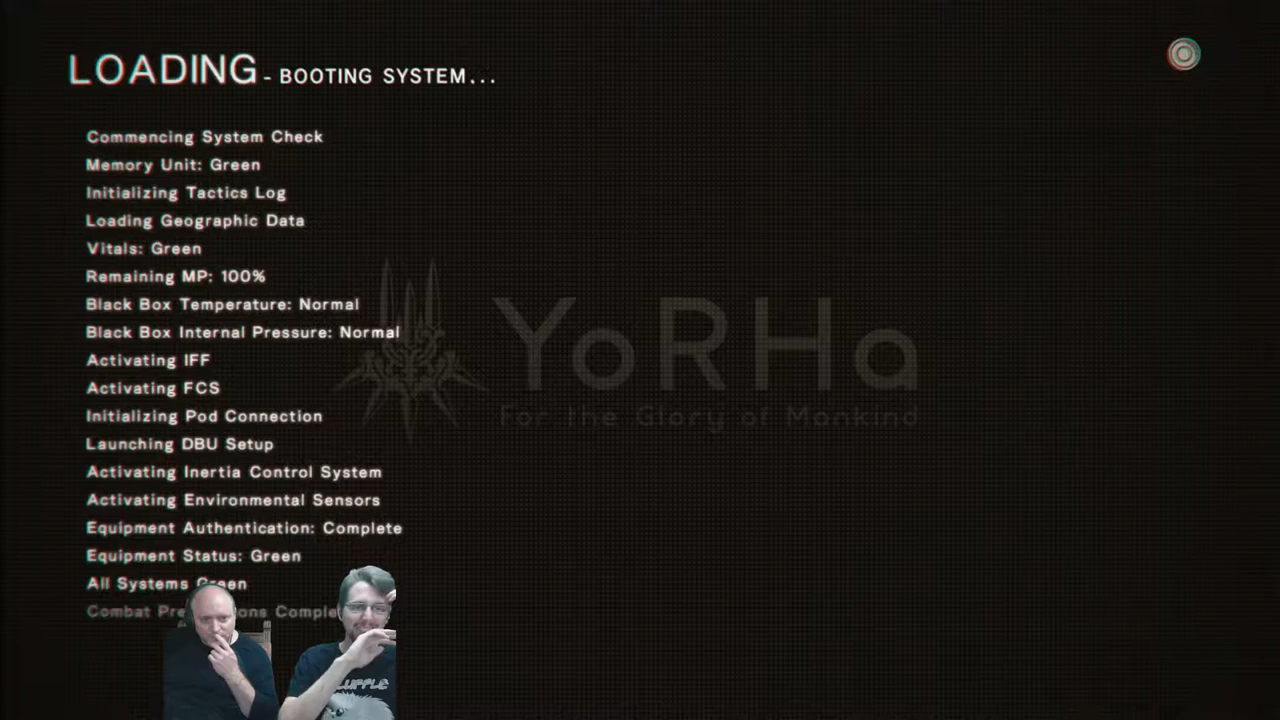 LOADING - BOOTING SYSTEM...
Commencing System Check
Memory Unit: Green
Initializing Tactics Log
Loading Geographic Data
Vitals: Green
Remaining MP: 100%
Black Box Temperature: Normal
Black Box Internal Pressure: Normal
Activating IFF
Activating FCS
Initializing Pod Connection
Launching DBU Setup
Activating Inertia Control System
Activating Environmental Sensors
Equipment Authentication: Complete
Equipment Status: Green
All Systems Green
Combat
YoRHa
For the Glory of Mankind